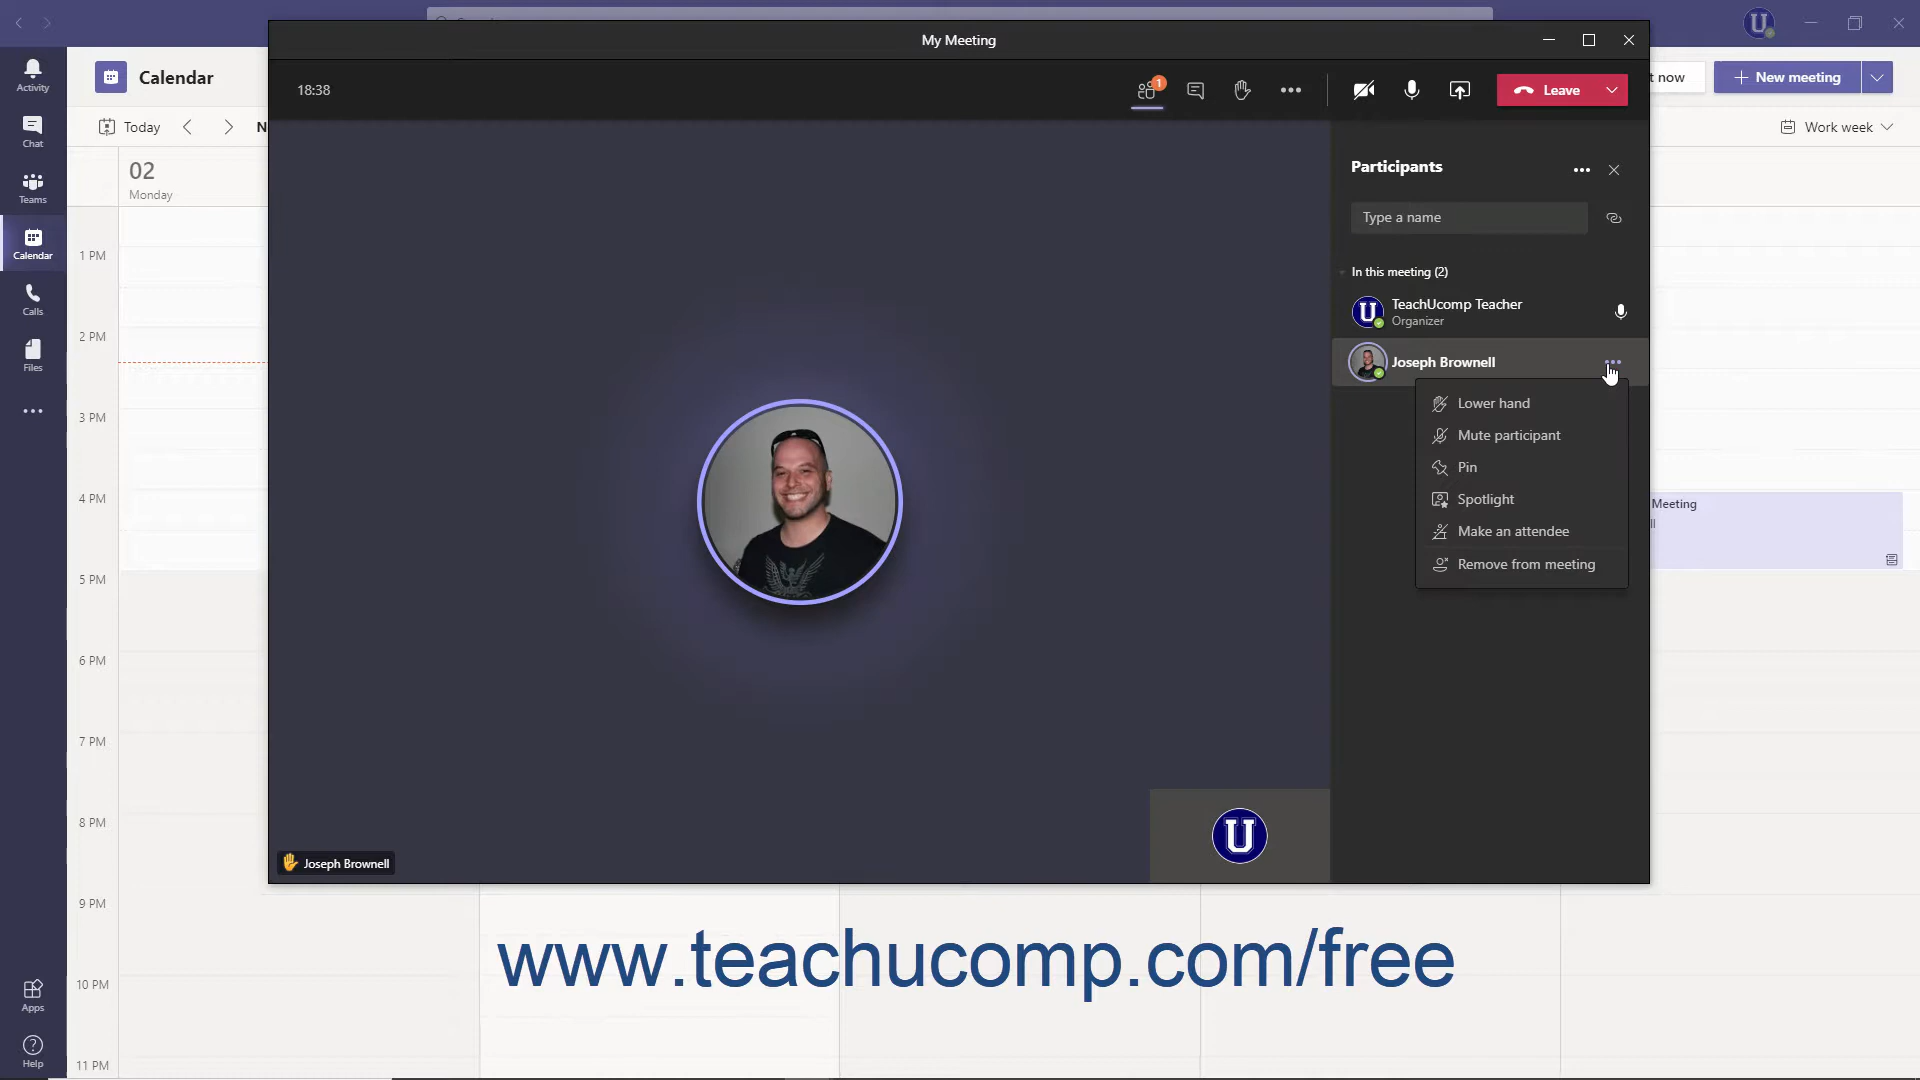 My Meeting
18:38
1
Leave
Activity
Chat
Teams
Calendar
Calls
Files
Apps
Help
Calendar
t now
New meeting
Today
N
Work week
02
Monday
1 PM
2 PM
3 PM
4 PM
5 PM
6 PM
7 PM
8 PM
9 PM
10 PM
11 PM
Participants
Type a name
In this meeting (2)
U
TeachUcomp Teacher
Organizer
Joseph Brownell
Lower hand
Mute participant
Pin
Spotlight
Make an attendee
Remove from meeting
Meeting
ll
U
Joseph Brownell
U
www.teachucomp.com/free